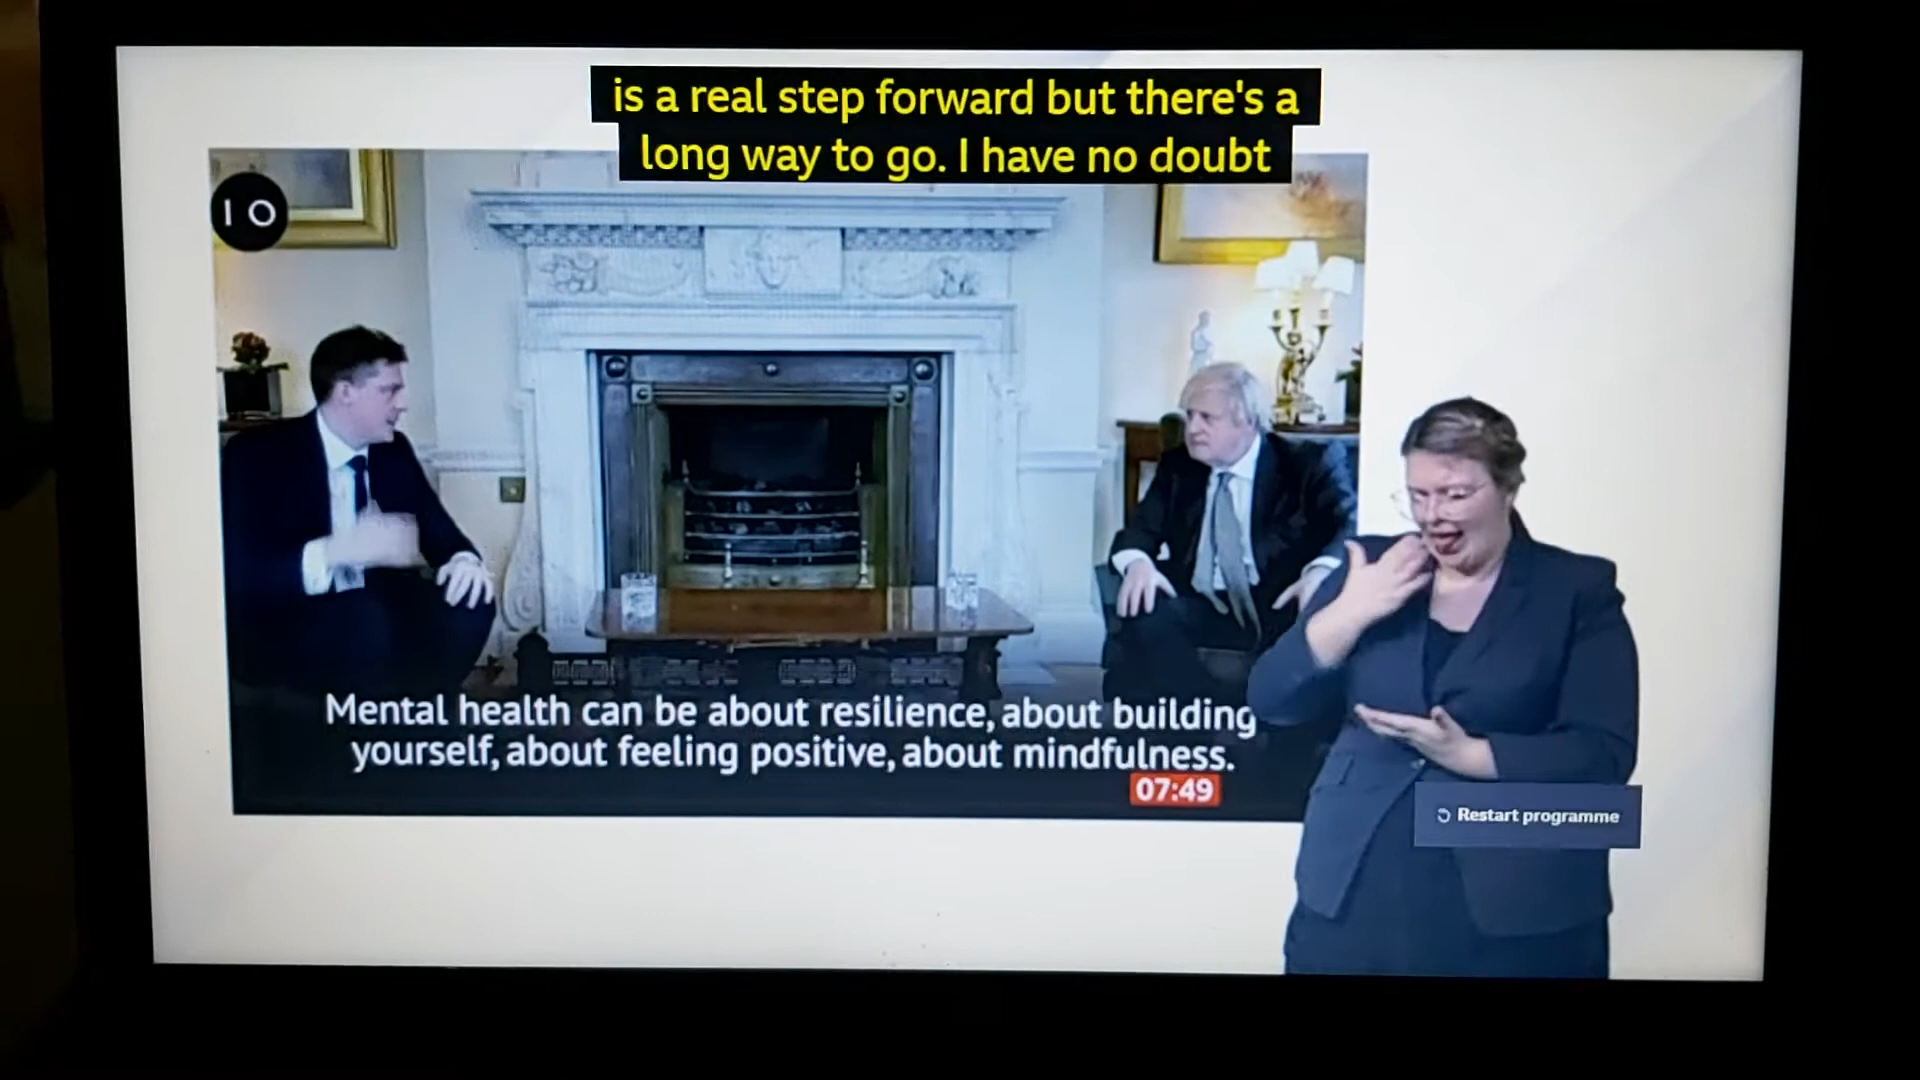 is a real step forward but there's a
long way to go. I have no doubt
10
Mental health can be about resilience, about building
yourself, about feeling positive, about mindfulness.
07:49
Restart programme